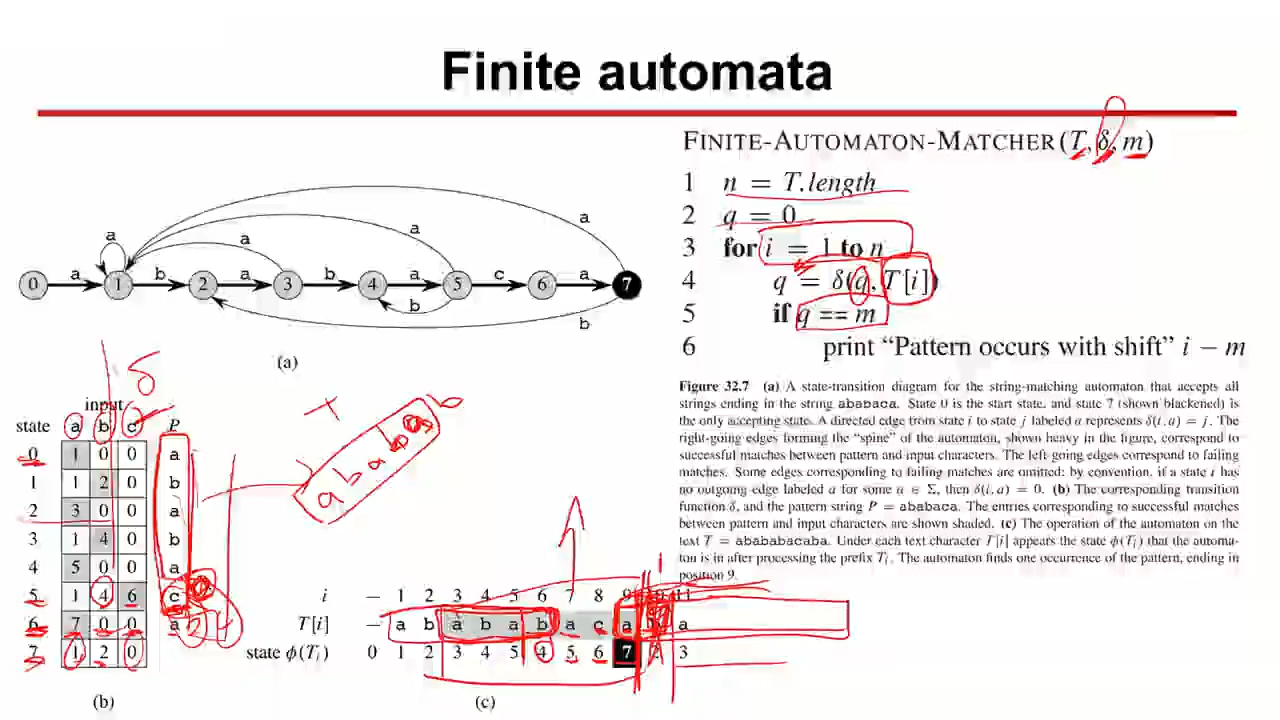 Finite automata
FINITE-AUTOMATON-MATCHER(T, δ, m)
1 n = T.length
2 q = 0
3 for i = 1 to n
4 q = δ(q, T[i])
5 if q == m
6 print “Pattern occurs with shift” i − m
a
a
a
a
a b a b a c a
0 1 2 3 4 5 6 7
b
b
(a)
δ
input
state a b c P
0 1 0 0 a
1 1 2 0 b
2 3 0 0 a
3 1 4 0 b
4 5 0 0 a
5 1 4 6 c
6 7 0 0 a
7 1 2 0
(b)
a b a b a b
i — 1 2 3 4 5 6 7 8 9 10 11
T[i] — a b a b a b a c a b a
state φ(Ti) 0 1 2 3 4 5 4 5 6 7 2 3
(c)
Figure 32.7 (a) A state-transition diagram for the string-matching automaton that accepts all
strings ending in the string ababaca. State 0 is the start state, and state 7 (shown blackened) is
the only accepting state. A directed edge from state i to state j labeled a represents δ(i, a) = j. The
right-going edges forming the “spine” of the automaton, shown heavy in the figure, correspond to
successful matches between pattern and input characters. The left-going edges correspond to failing
matches. Some edges corresponding to failing matches are omitted; by convention, if a state i has
no outgoing edge labeled a for some a ∈ Σ, then δ(i, a) = 0. (b) The corresponding transition
function δ, and the pattern string P = ababaca. The entries corresponding to successful matches
between pattern and input characters are shown shaded. (c) The operation of the automaton on the
text T = abababacaba. Under each text character T[i] appears the state φ(Ti) that the automa-
ton is in after processing the prefix Ti. The automaton finds one occurrence of the pattern, ending in
position 9.